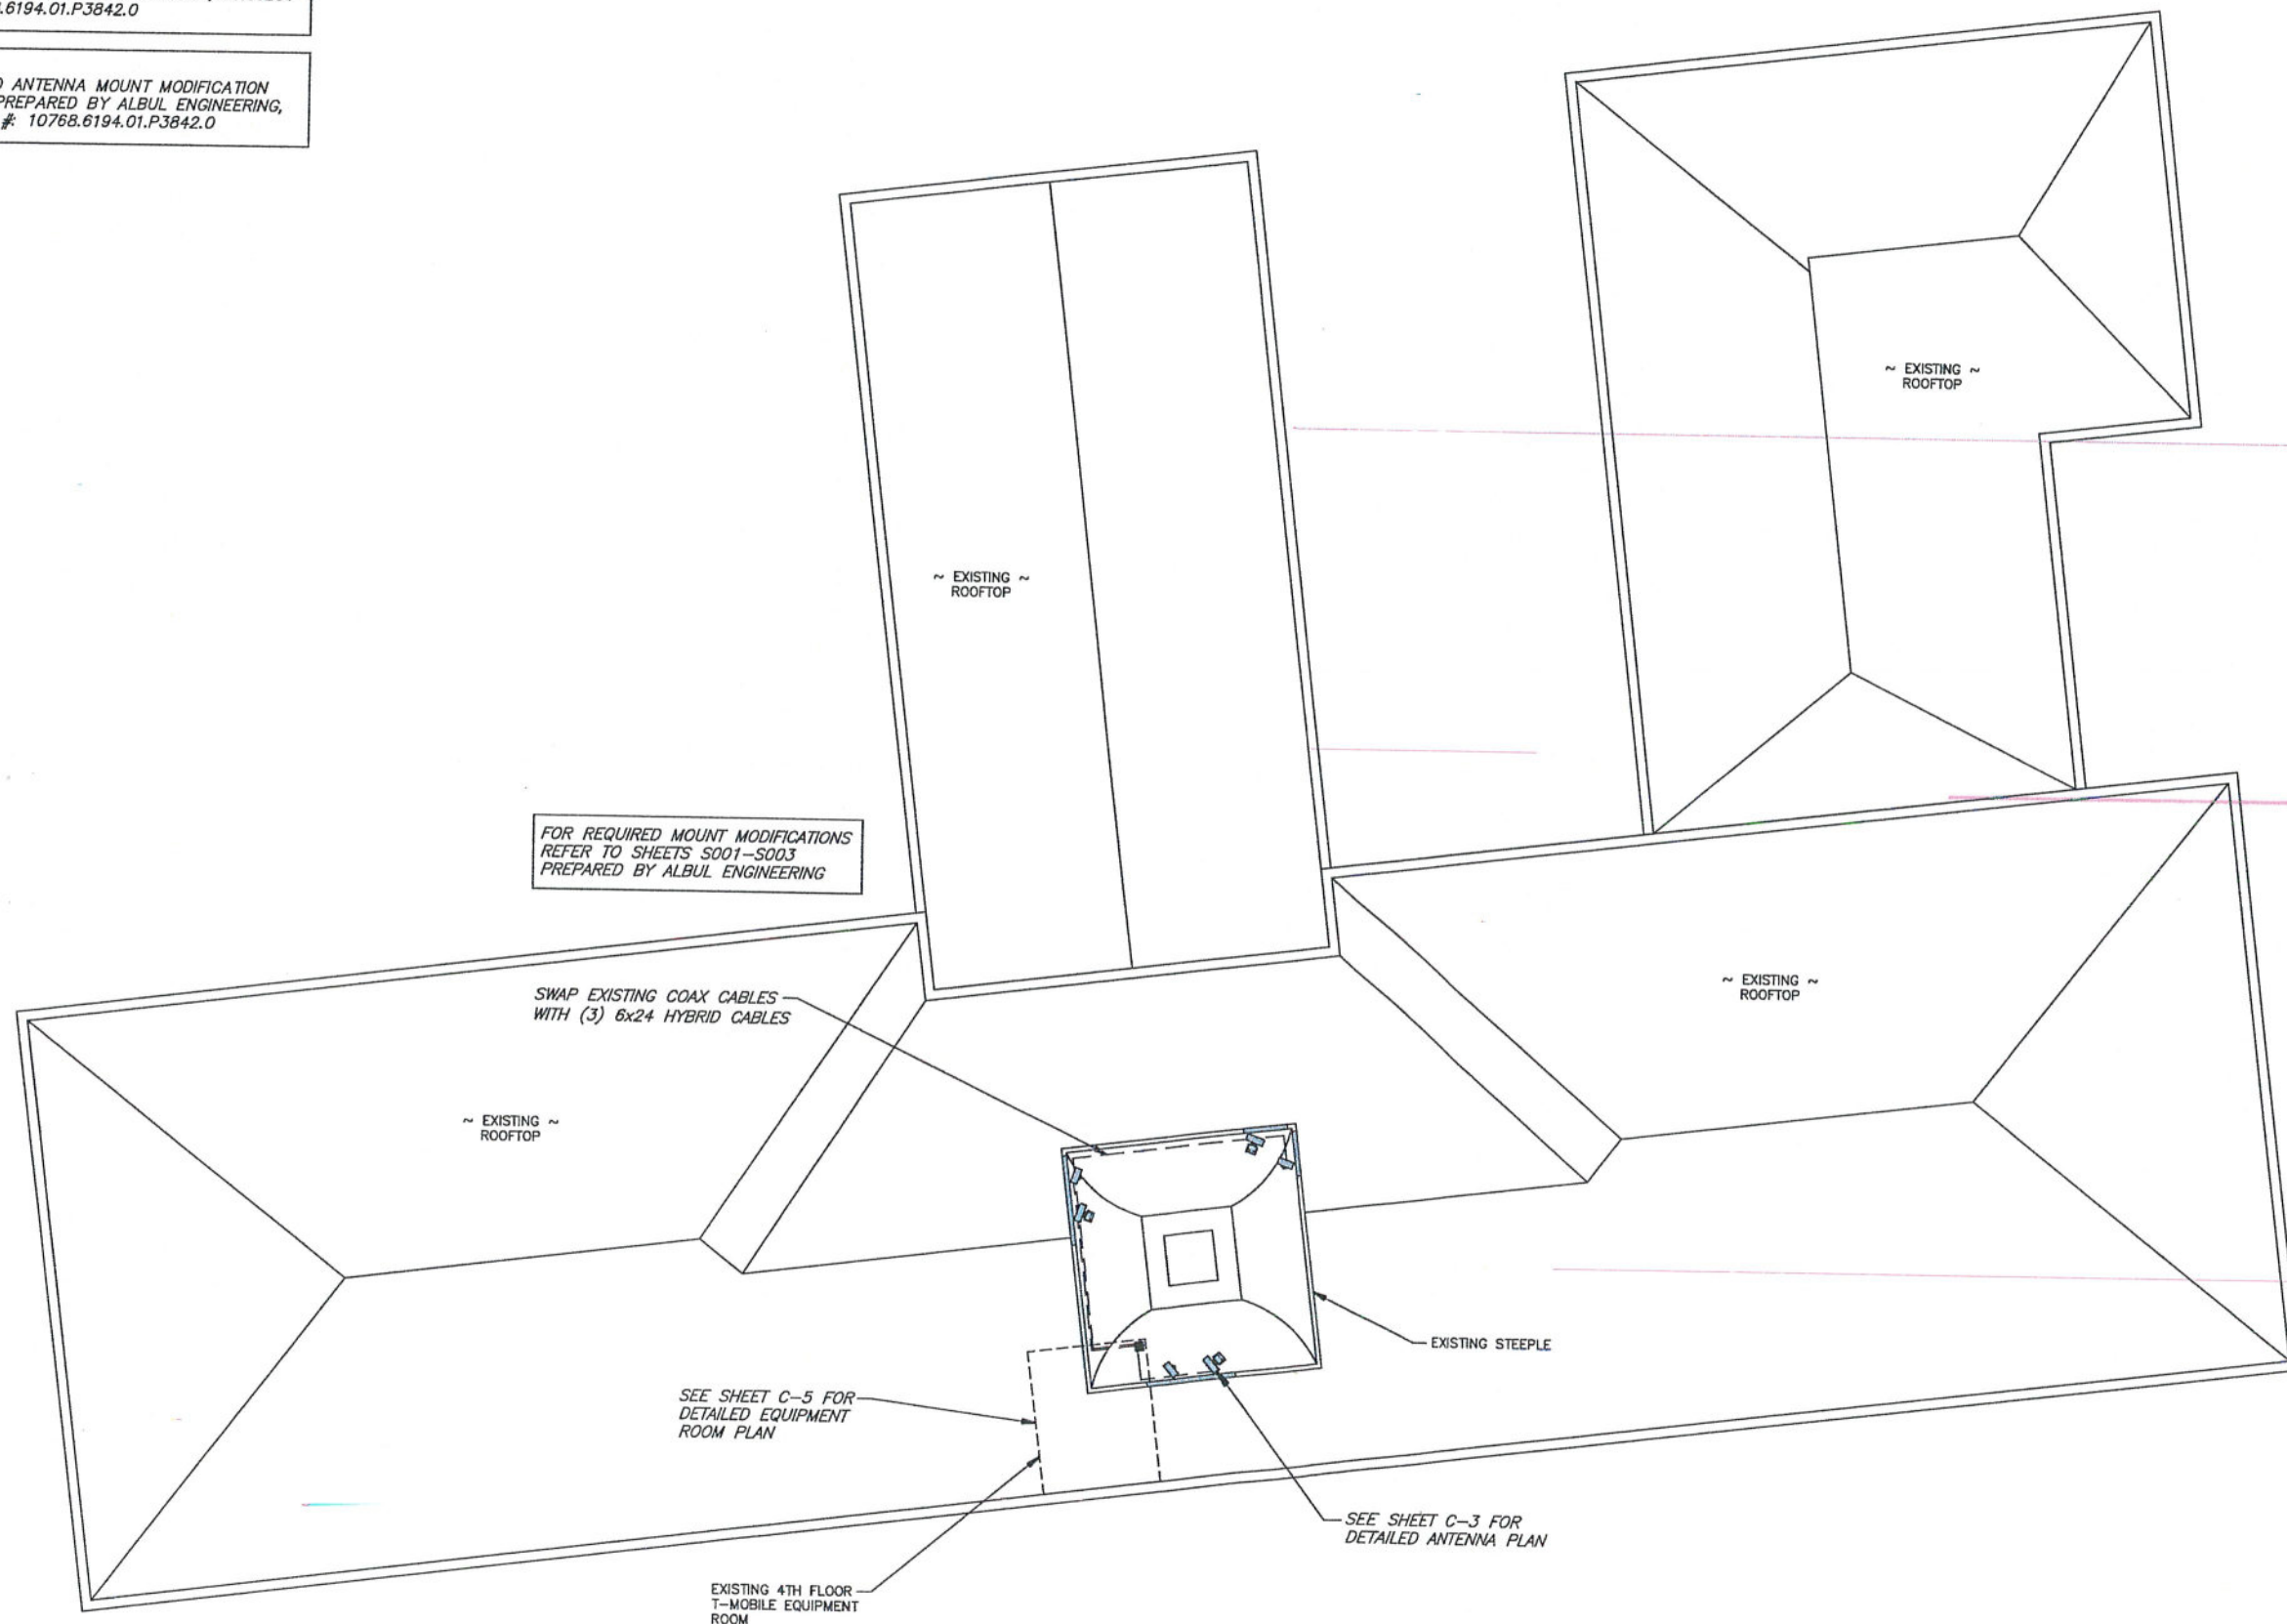 .6194.01.P3842.0
ANTENNA MOUNT MODIFICATION
PREPARED BY ALBUL ENGINEERING,
#: 10768.6194.01.P3842.0
~ EXISTING ~
ROOFTOP
~ EXISTING ~
ROOFTOP
FOR REQUIRED MOUNT MODIFICATIONS
REFER TO SHEETS S001-S003
PREPARED BY ALBUL ENGINEERING
SWAP EXISTING COAX CABLES
WITH (3) 6x24 HYBRID CABLES
~ EXISTING ~
ROOFTOP
~ EXISTING ~
ROOFTOP
EXISTING STEEPLE
SEE SHEET C-5 FOR
DETAILED EQUIPMENT
ROOM PLAN
SEE SHEET C-3 FOR
DETAILED ANTENNA PLAN
EXISTING 4TH FLOOR
T-MOBILE EQUIPMENT
ROOM